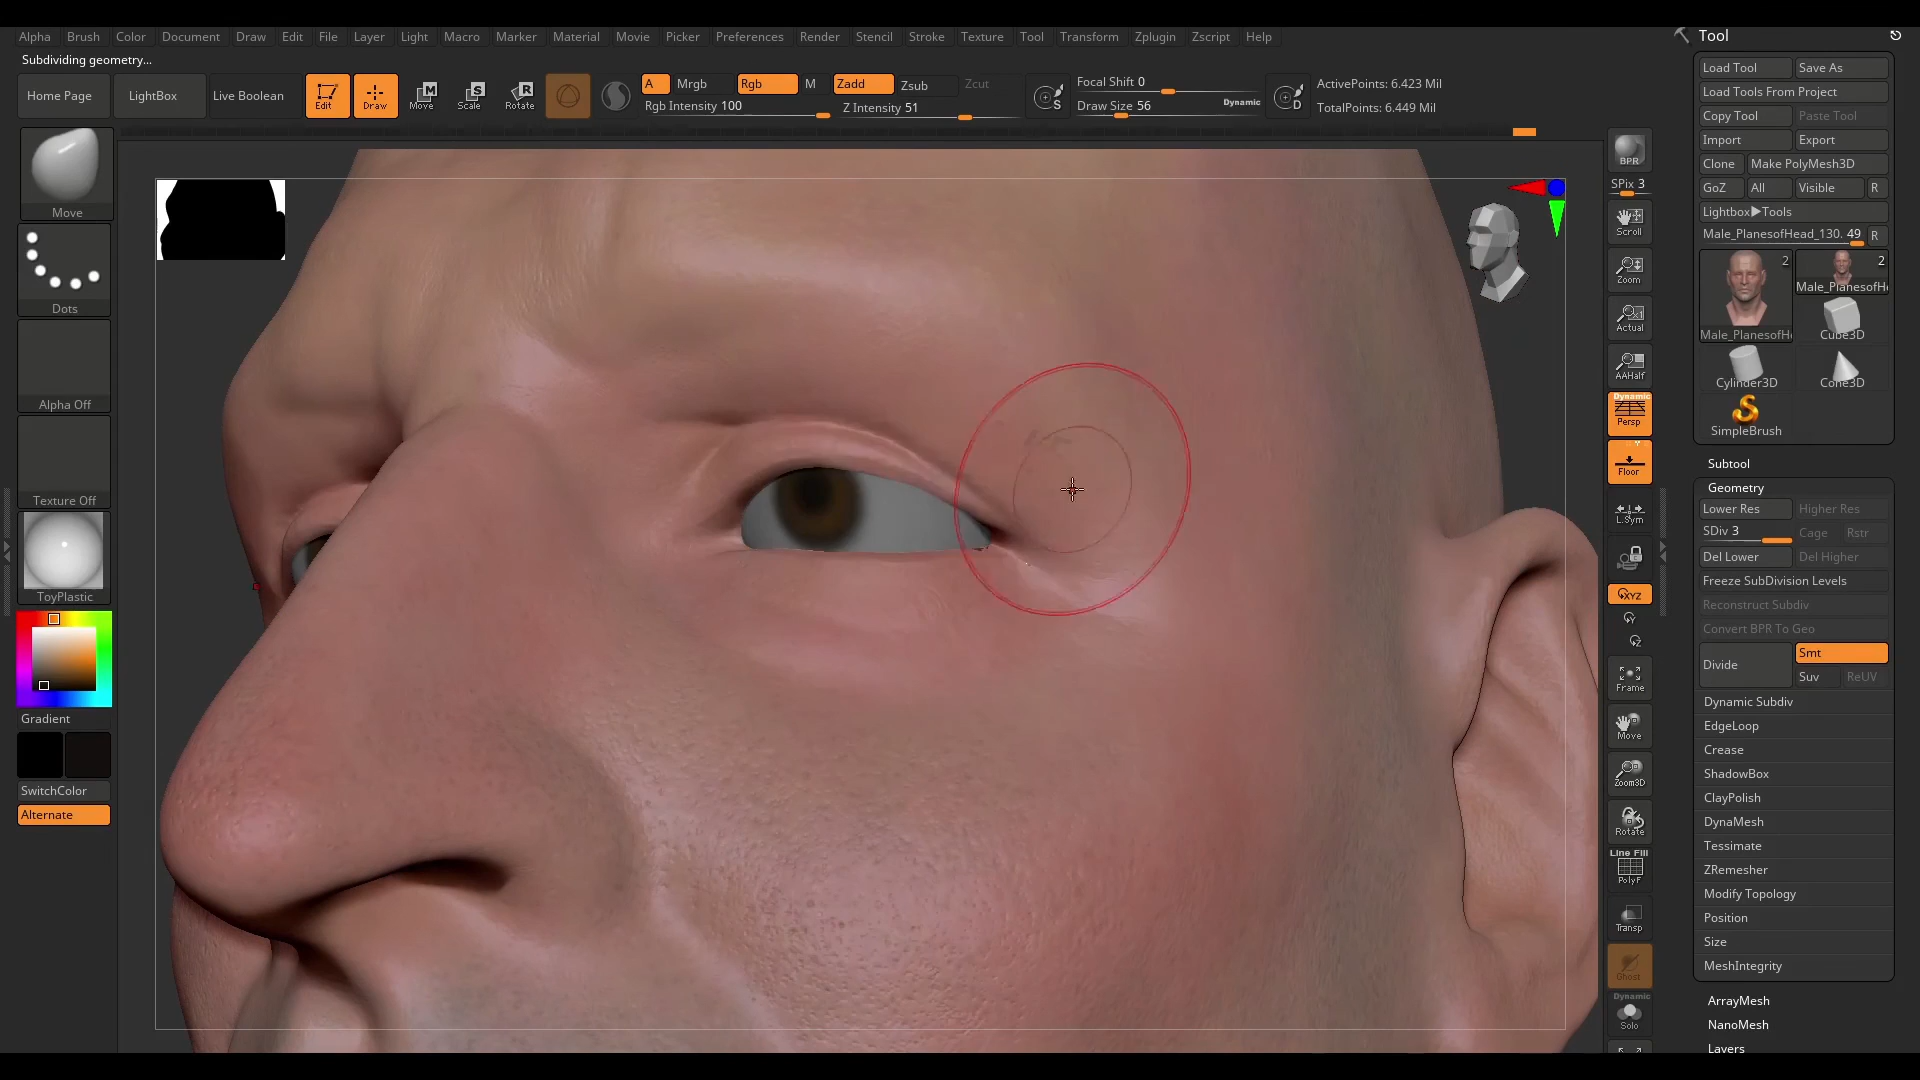 Alpha Brush Color Document Draw Edit File Layer Light Macro Marker Material Movie Picker Preferences Render Stencil Stroke Texture Tool Transform Zplugin Zscript Help
Subdividing geometry...
Home Page
LightBox
Live Boolean
Edit
Draw
Move
Scale
Rotate
A
Mrgb
Rgb
M
Zadd
Zsub
Zcut
Rgb Intensity 100
Z Intensity 51
S
Focal Shift 0
Draw Size 56
Dynamic
D
ActivePoints: 6.423 Mil
TotalPoints: 6.449 Mil
Move
Dots
Alpha Off
Texture Off
ToyPlastic
Gradient
SwitchColor
Alternate
BPR
SPix 3
Scroll
Zoom
Actual
AAHalf
Dynamic
Persp
Floor
L.Sym
XYZ
Frame
Move
Zoom3D
Rotate
Line Fill
PolyF
Transp
Ghost
Dynamic
Solo
Tool
Load Tool
Save As
Load Tools From Project
Copy Tool
Paste Tool
Import
Export
Clone
Make PolyMesh3D
GoZ
All
Visible
R
Lightbox▶Tools
Male_PlanesofHead_130. 49
R
2
Male_PlanesofH
2
Male_PlanesofH
Cube3D
Cylinder3D
Cone3D
SimpleBrush
Subtool
Geometry
Lower Res
Higher Res
SDiv 3
Cage
Rstr
Del Lower
Del Higher
Freeze SubDivision Levels
Reconstruct Subdiv
Convert BPR To Geo
Divide
Smt
Suv
ReUV
Dynamic Subdiv
EdgeLoop
Crease
ShadowBox
ClayPolish
DynaMesh
Tessimate
ZRemesher
Modify Topology
Position
Size
MeshIntegrity
ArrayMesh
NanoMesh
Layers